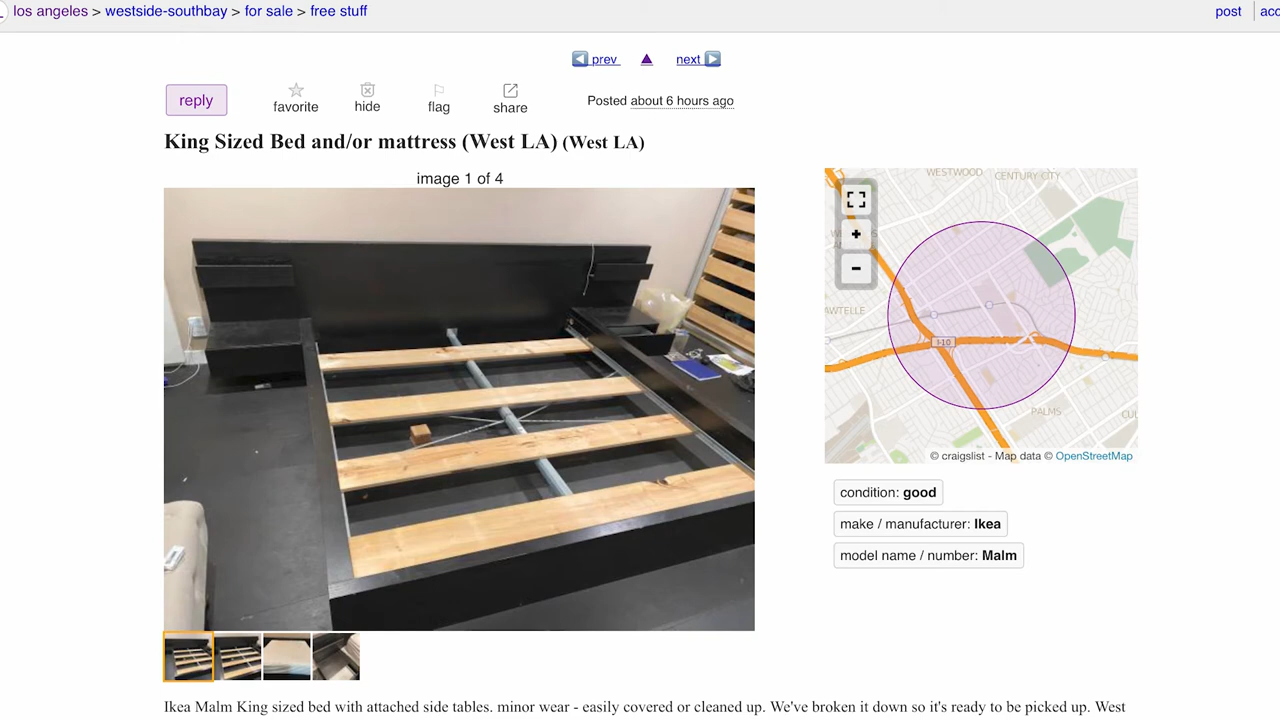 los angeles > westside-southbay > for sale > free stuff
post
prev
next
reply
favorite
hide
flag
share
Posted about 6 hours ago
King Sized Bed and/or mattress (West LA) (West LA)
image 1 of 4
WESTWOOD
CENTURY CITY
+
-
I-10
PALMS
© craigslist - Map data © OpenStreetMap
condition: good
make / manufacturer: Ikea
model name / number: Malm
Ikea Malm King sized bed with attached side tables. minor wear - easily covered or cleaned up. We've broken it down so it's ready to be picked up. West